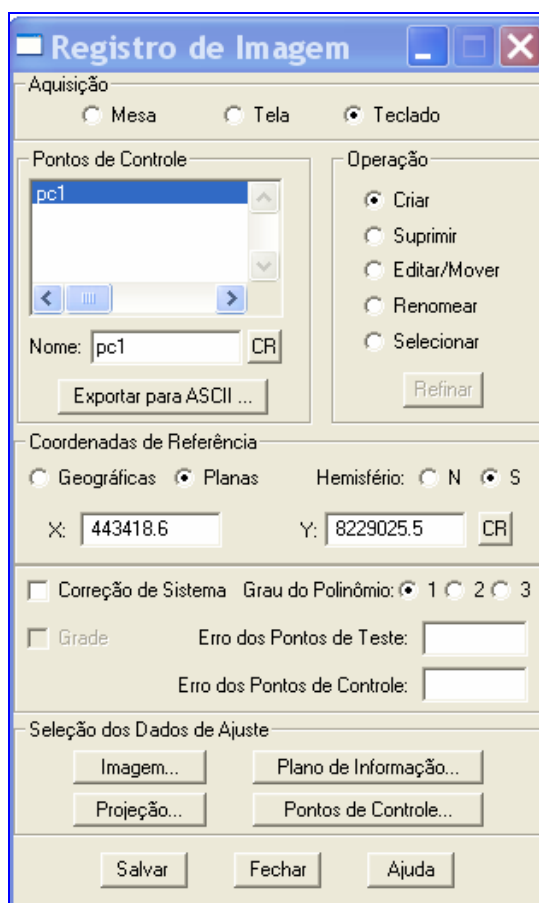 Registro de Imagem
Aquisição
Mesa Tela Teclado
Pontos de Controle
pc1
Nome: pc1 CR
Exportar para ASCII ...
Operação
Criar
Suprimir
Editar/Mover
Renomear
Selecionar
Refinar
Coordenadas de Referência
Geográficas Planas Hemisfério: N S
X: 443418.6 Y: 8229025.5 CR
Correção de Sistema Grau do Polinômio: 1 2 3
Grade Erro dos Pontos de Teste:
Erro dos Pontos de Controle:
Seleção dos Dados de Ajuste
Imagem... Plano de Informação...
Projeção... Pontos de Controle...
Salvar Fechar Ajuda